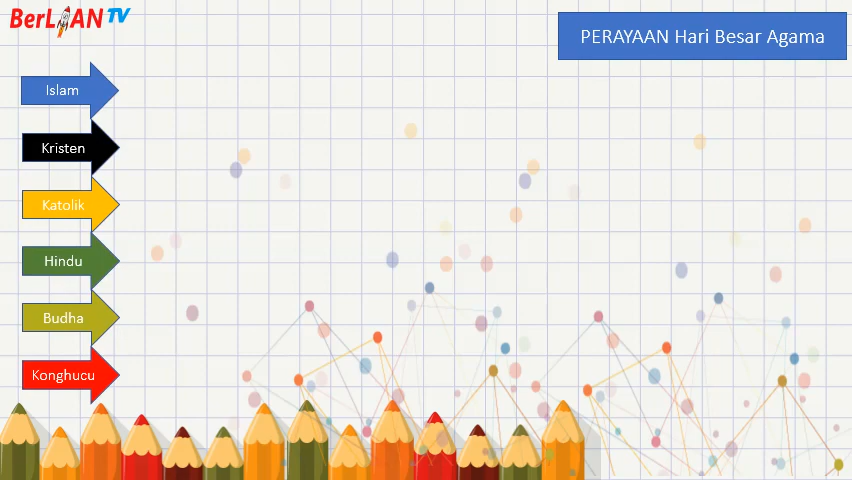 BerLIAN TV
PERAYAAN Hari Besar Agama
Islam
Kristen
Katolik
Hindu
Budha
Konghucu